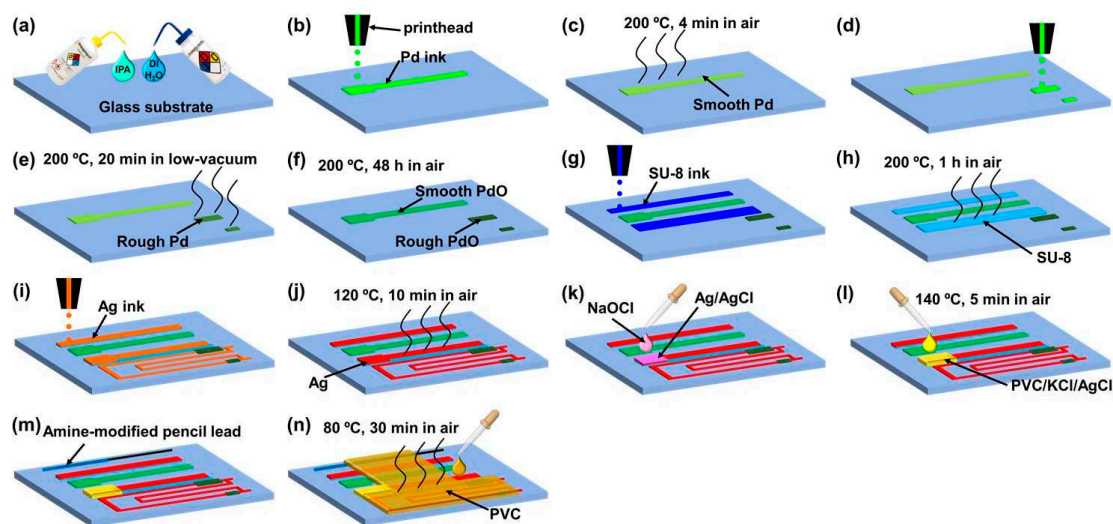 (a)
IPA
DI
H₂O
Glass substrate
(b)
printhead
Pd ink
(c)
200 ºC, 4 min in air
Smooth Pd
(d)
(e)
200 ºC, 20 min in low-vacuum
Rough Pd
(f)
200 ºC, 48 h in air
Smooth PdO
Rough PdO
(g)
SU-8 ink
(h)
200 ºC, 1 h in air
SU-8
(i)
Ag ink
(j)
120 ºC, 10 min in air
Ag
(k)
NaOCl
Ag/AgCl
(l)
140 ºC, 5 min in air
PVC/KCl/AgCl
(m)
Amine-modified pencil lead
(n)
80 ºC, 30 min in air
PVC